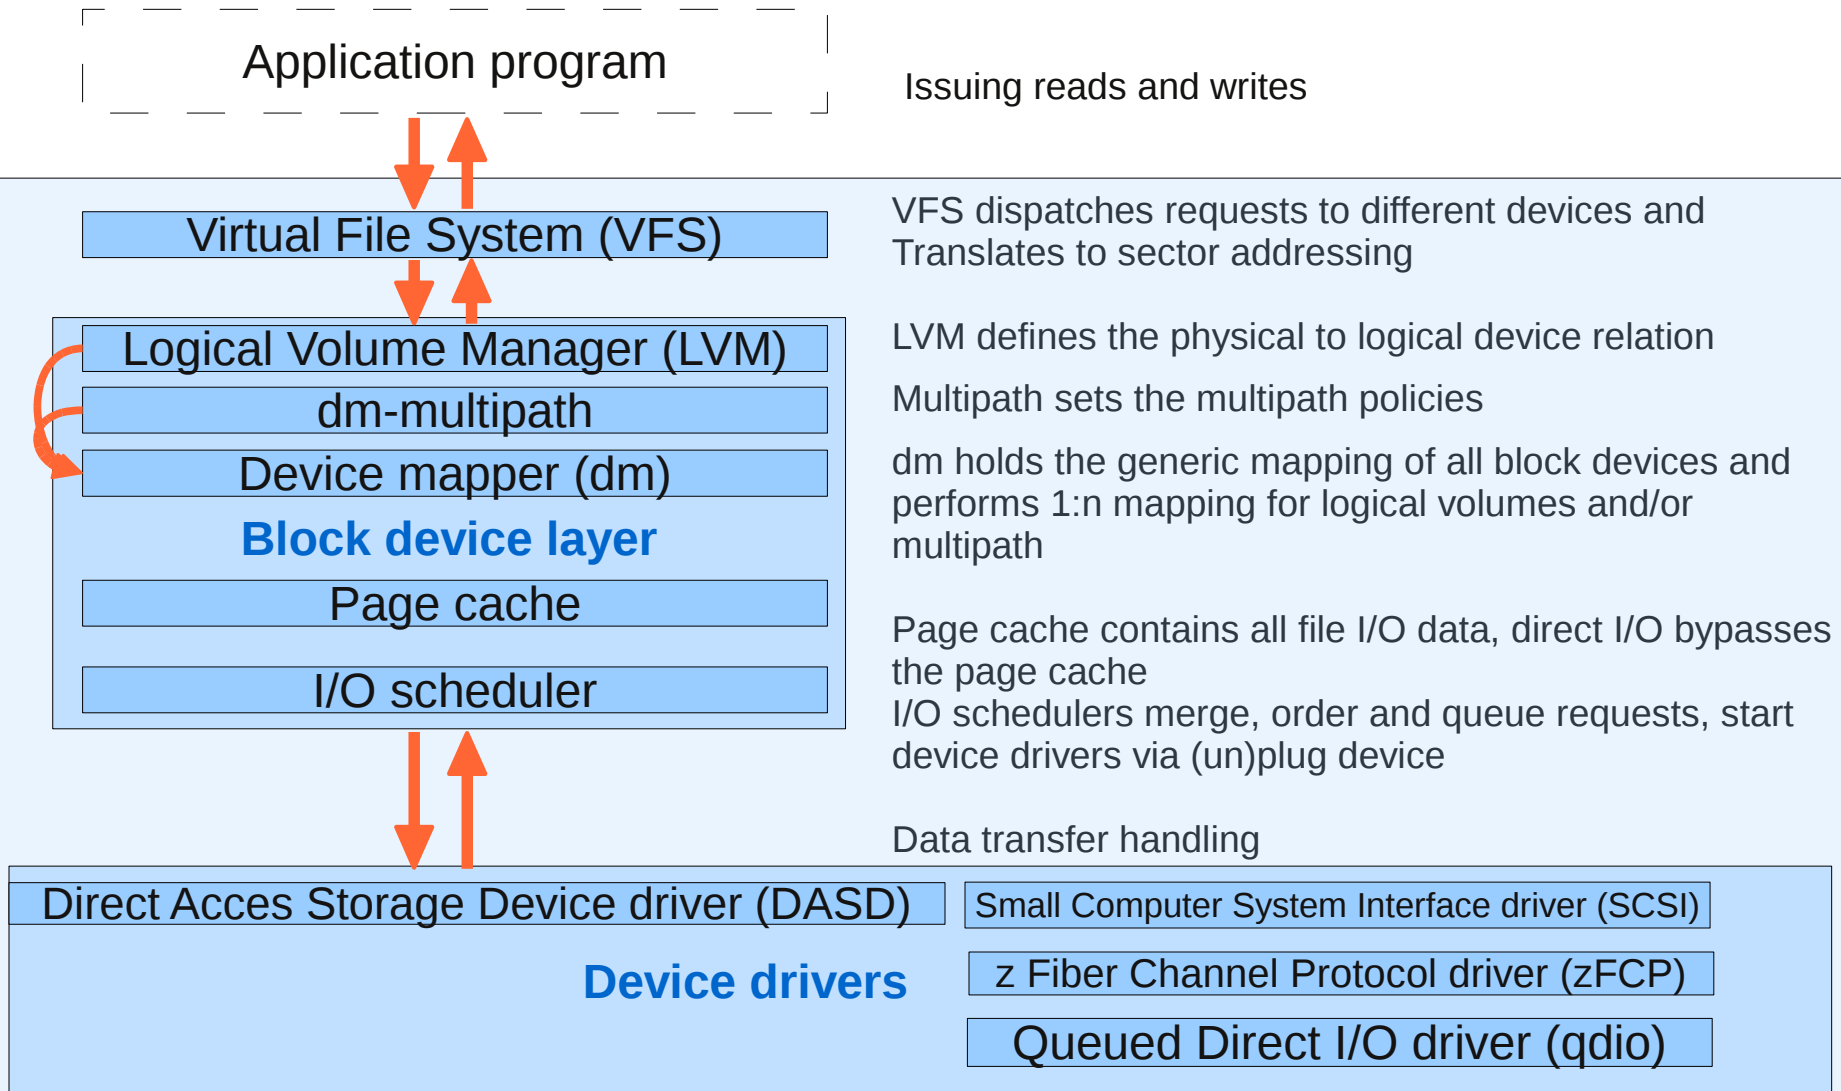 Application program
Issuing reads and writes
Virtual File System (VFS)
VFS dispatches requests to different devices and
Translates to sector addressing
Logical Volume Manager (LVM)
LVM defines the physical to logical device relation
dm-multipath
Multipath sets the multipath policies
Device mapper (dm)
dm holds the generic mapping of all block devices and
performs 1:n mapping for logical volumes and/or
multipath
Block device layer
Page cache
Page cache contains all file I/O data, direct I/O bypasses
the page cache
I/O scheduler
I/O schedulers merge, order and queue requests, start
device drivers via (un)plug device
Data transfer handling
Direct Acces Storage Device driver (DASD)
Small Computer System Interface driver (SCSI)
z Fiber Channel Protocol driver (zFCP)
Device drivers
Queued Direct I/O driver (qdio)